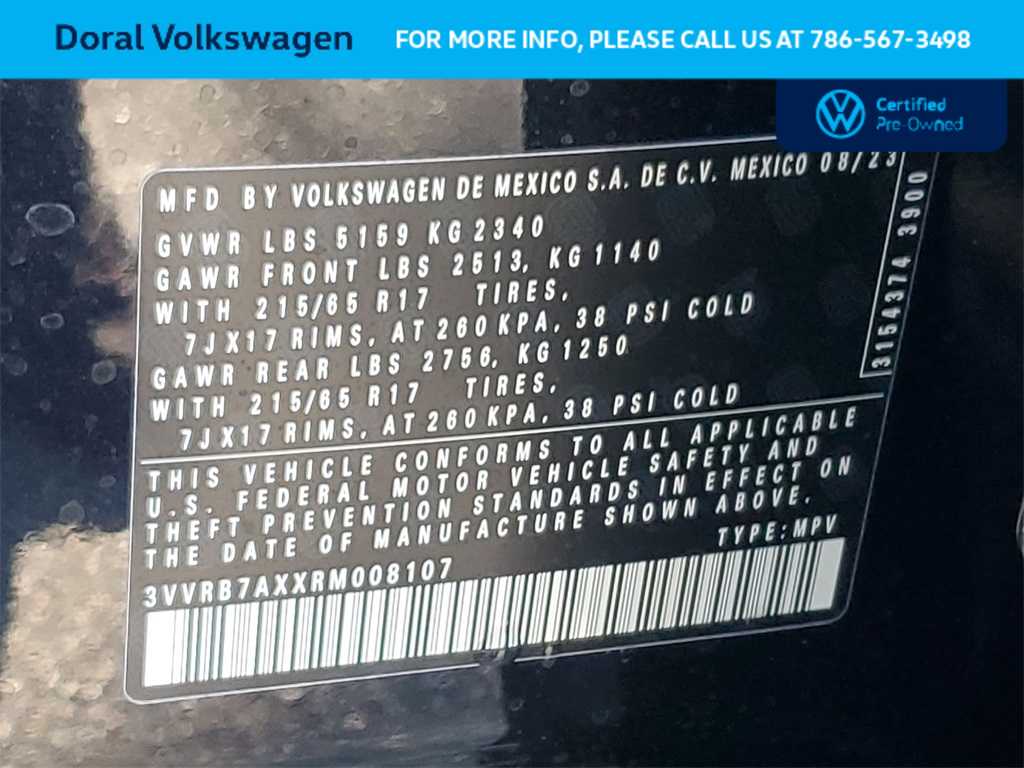 Doral Volkswagen
FOR MORE INFO, PLEASE CALL US AT 786-567-3498
Certified
Pre-Owned
MFD BY VOLKSWAGEN DE MEXICO S.A. DE C.V. MEXICO 08/23
GVWR LBS 5159 KG 2340
GAWR FRONT LBS 2513, KG 1140
WITH 215/65 R17 TIRES,
7JX17 RIMS, AT 260 KPA, 38 PSI COLD
GAWR REAR LBS 2756, KG 1250
WITH 215/65 R17 TIRES,
7JX17 RIMS, AT 260 KPA, 38 PSI COLD
3154374 3900
THIS VEHICLE CONFORMS TO ALL APPLICABLE
U.S. FEDERAL MOTOR VEHICLE SAFETY AND
THEFT PREVENTION STANDARDS IN EFFECT ON
THE DATE OF MANUFACTURE SHOWN ABOVE.
3VVRB7AXXRM008107 TYPE: MPV